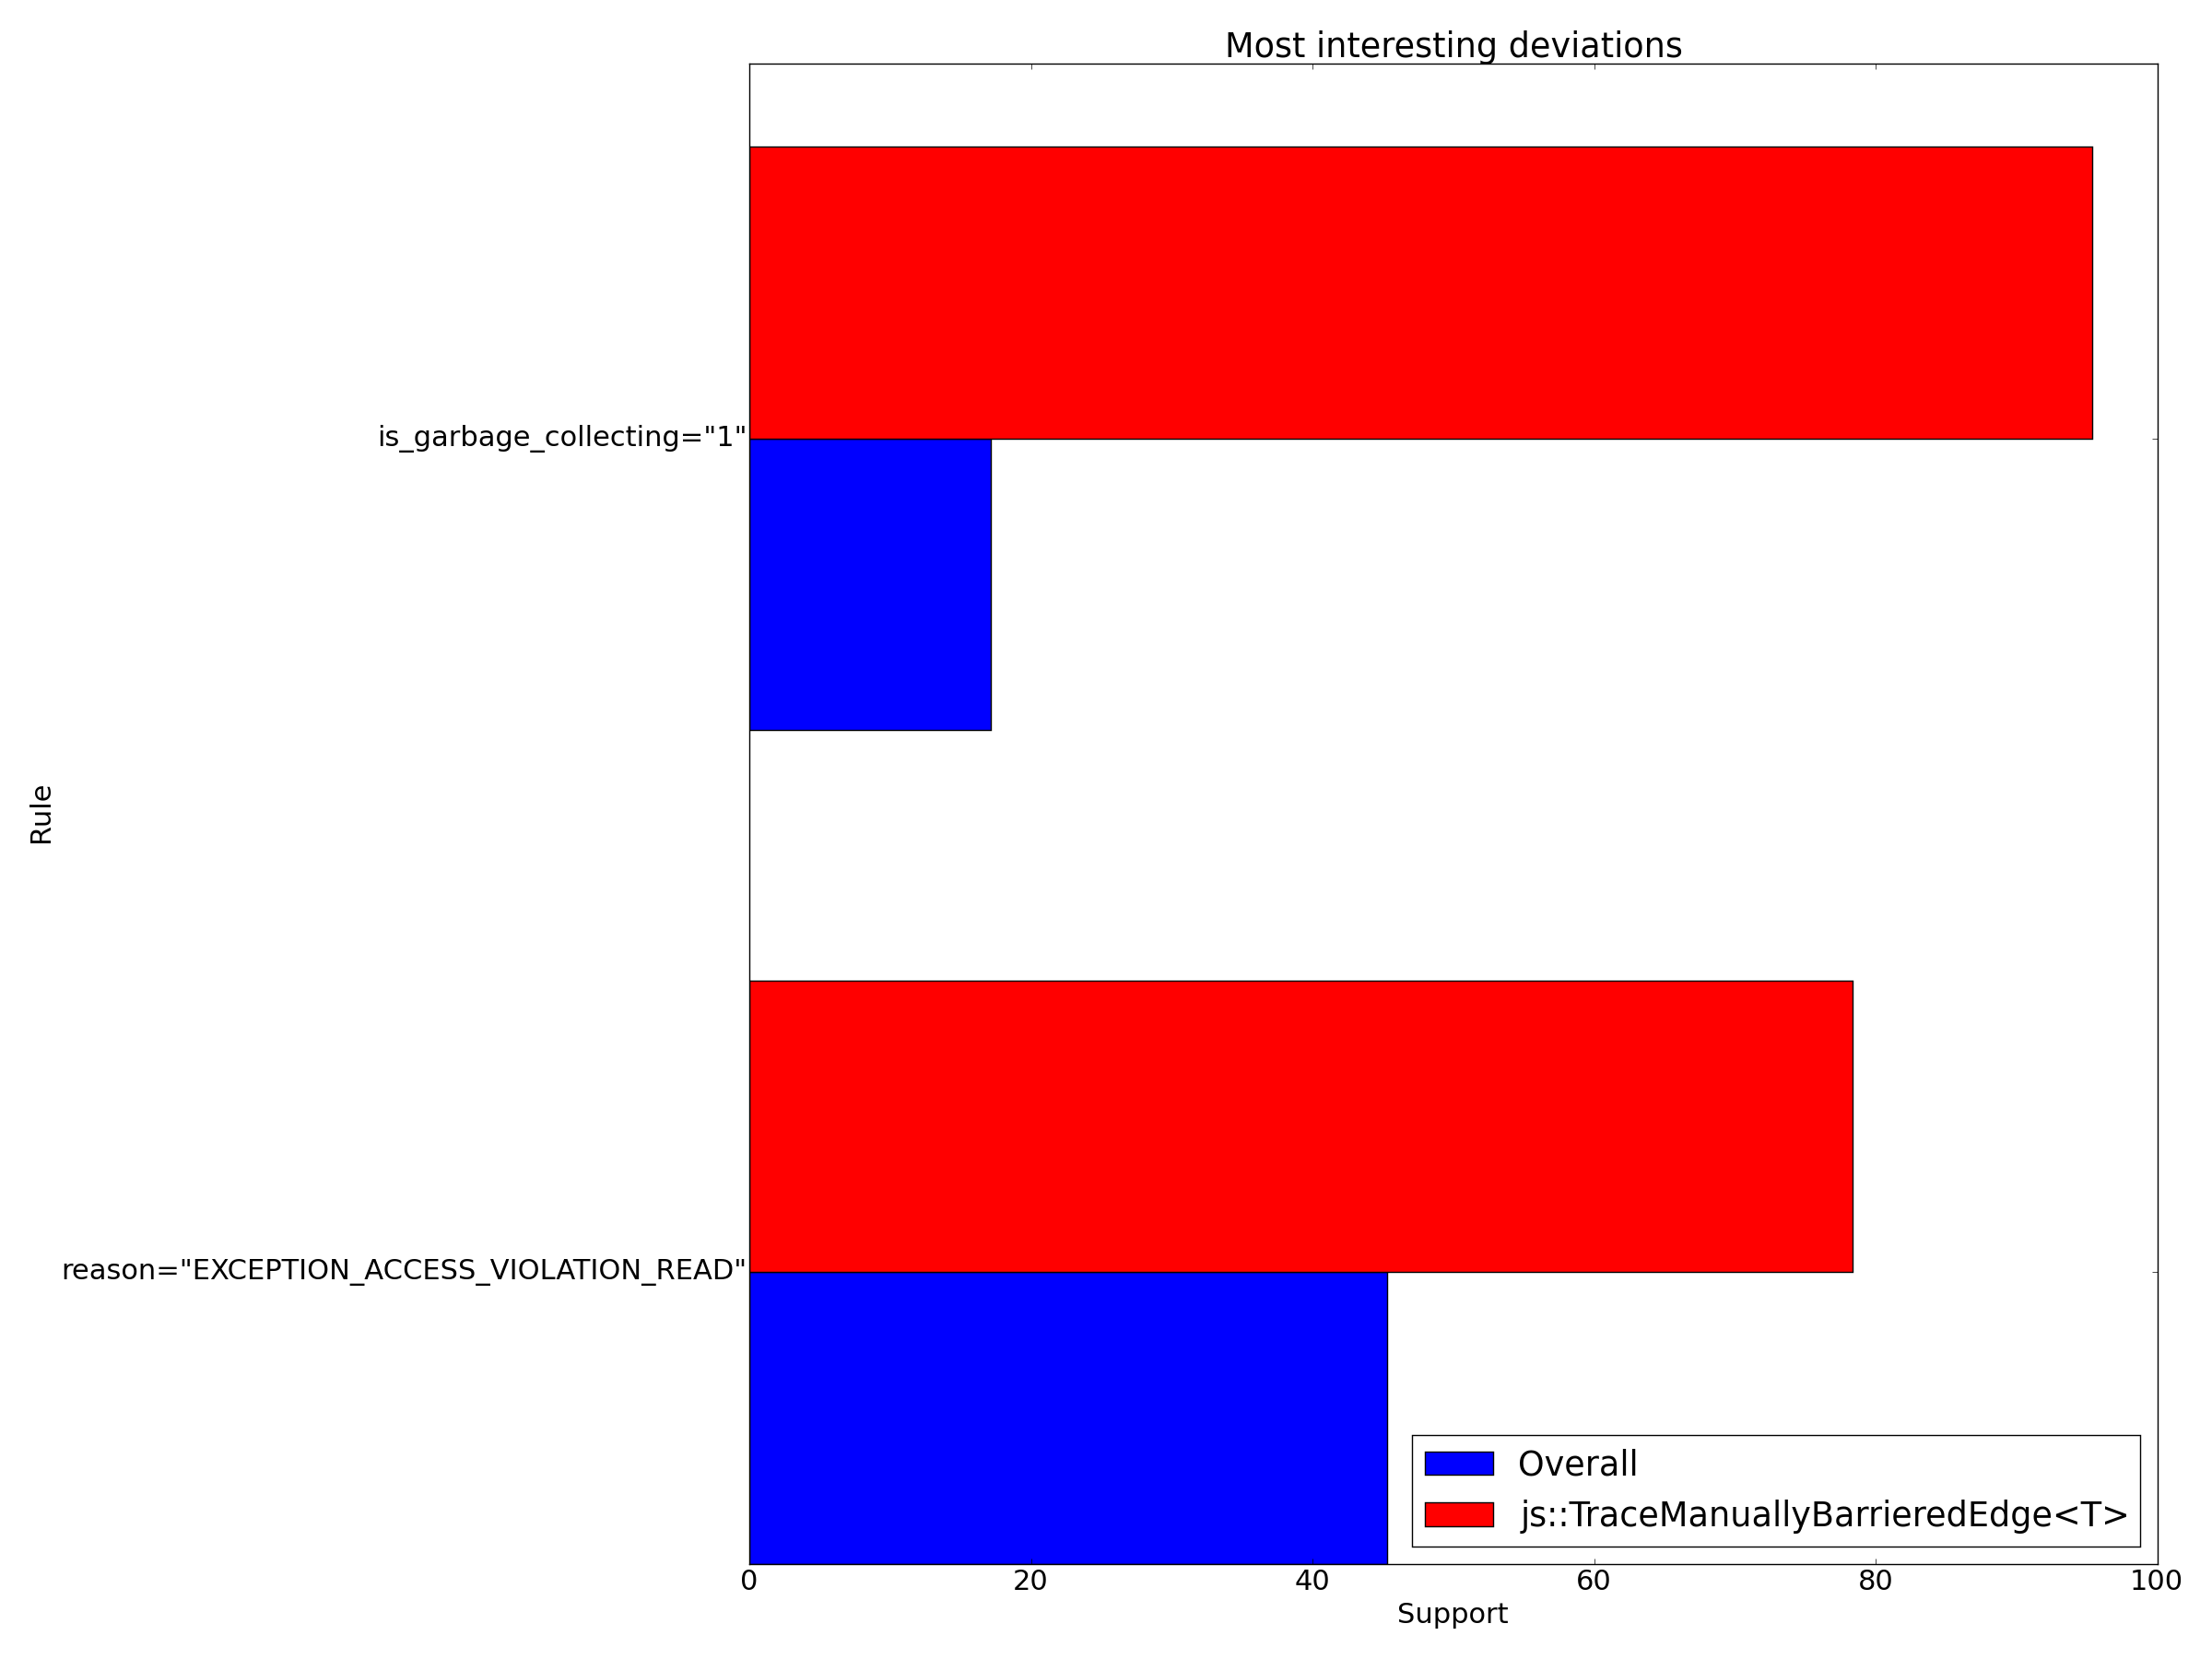 Most interesting deviations
is_garbage_collecting="1"
Rule
reason="EXCEPTION_ACCESS_VIOLATION_READ"
Overall
js::TraceManuallyBarrieredEdge<T>
0 20 40 60 80 100
Support